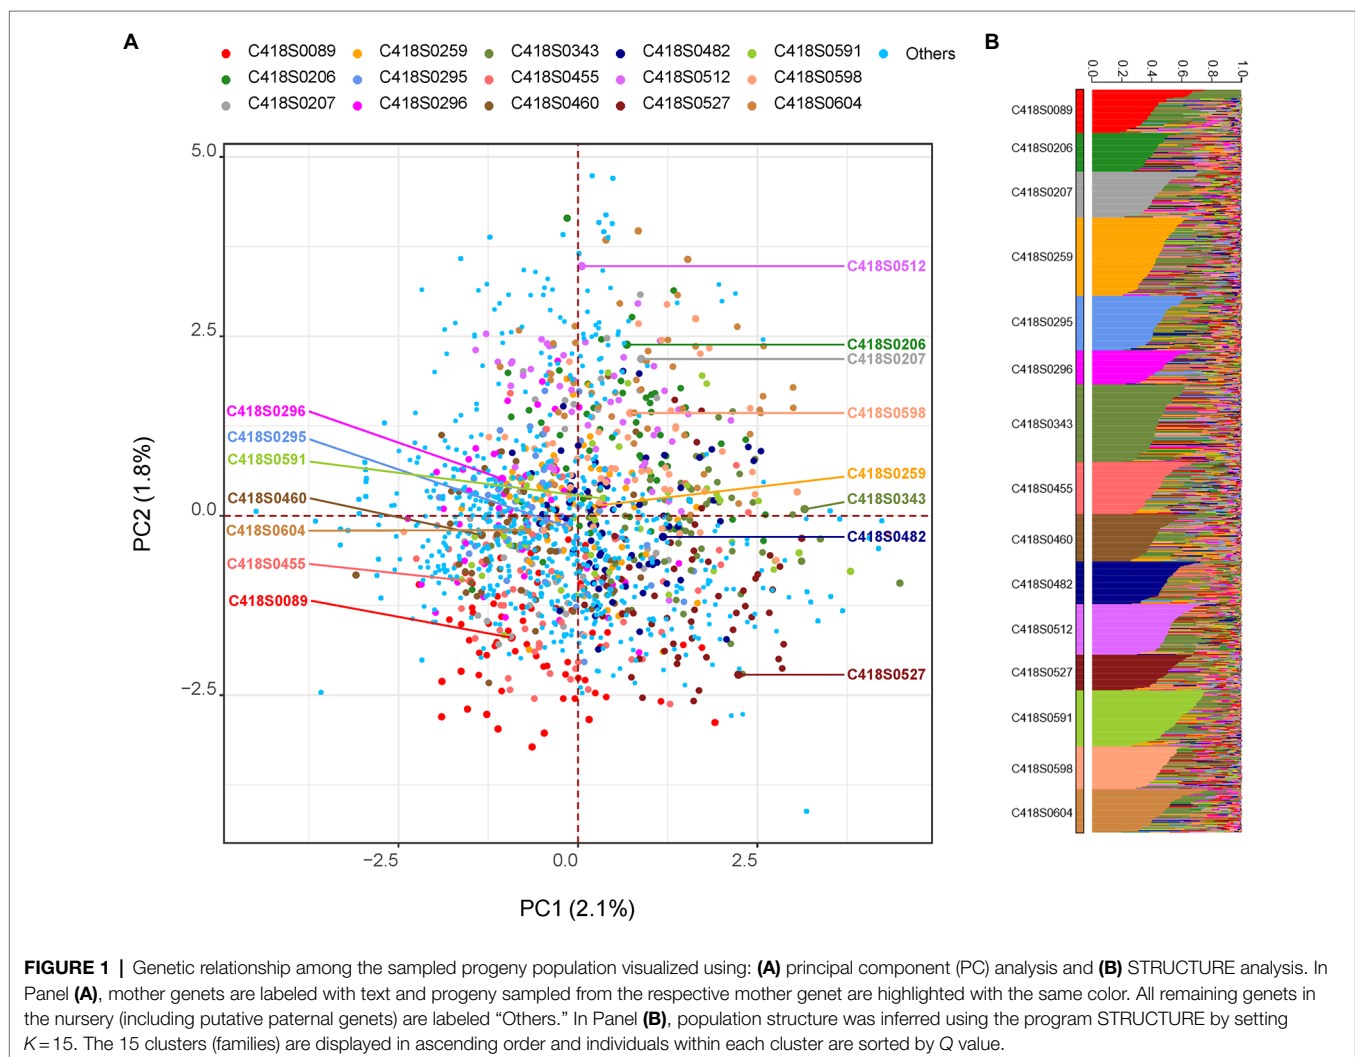 A
B
C418S0089 C418S0259 C418S0343 C418S0482 C418S0591 Others
C418S0206 C418S0295 C418S0455 C418S0512 C418S0598
C418S0207 C418S0296 C418S0460 C418S0527 C418S0604
5.0
2.5
0.0
−2.5
PC2 (1.8%)
C418S0512
C418S0206
C418S0207
C418S0598
C418S0259
C418S0343
C418S0482
C418S0527
C418S0296
C418S0295
C418S0591
C418S0460
C418S0604
C418S0455
C418S0089
−2.5 0.0 2.5
PC1 (2.1%)
0.0 0.2 0.4 0.6 0.8 1.0
C418S0089
C418S0206
C418S0207
C418S0259
C418S0295
C418S0296
C418S0343
C418S0455
C418S0460
C418S0482
C418S0512
C418S0527
C418S0591
C418S0598
C418S0604
FIGURE 1 | Genetic relationship among the sampled progeny population visualized using: (A) principal component (PC) analysis and (B) STRUCTURE analysis. In
Panel (A), mother genets are labeled with text and progeny sampled from the respective mother genet are highlighted with the same color. All remaining genets in
the nursery (including putative paternal genets) are labeled “Others.” In Panel (B), population structure was inferred using the program STRUCTURE by setting
K = 15. The 15 clusters (families) are displayed in ascending order and individuals within each cluster are sorted by Q value.